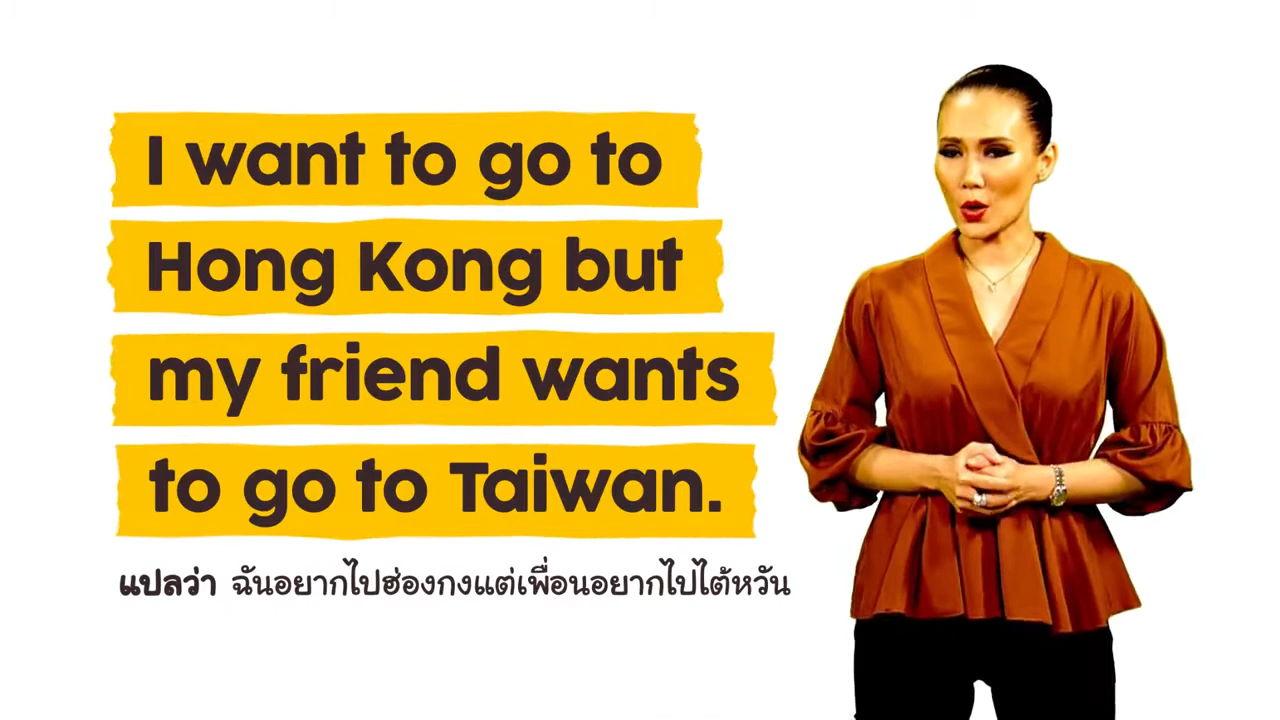 I want to go to
Hong Kong but
my friend wants
to go to Taiwan.
แปลว่า ฉันอยากไปฮ่องกงแต่เพื่อนอยากไปไต้หวัน